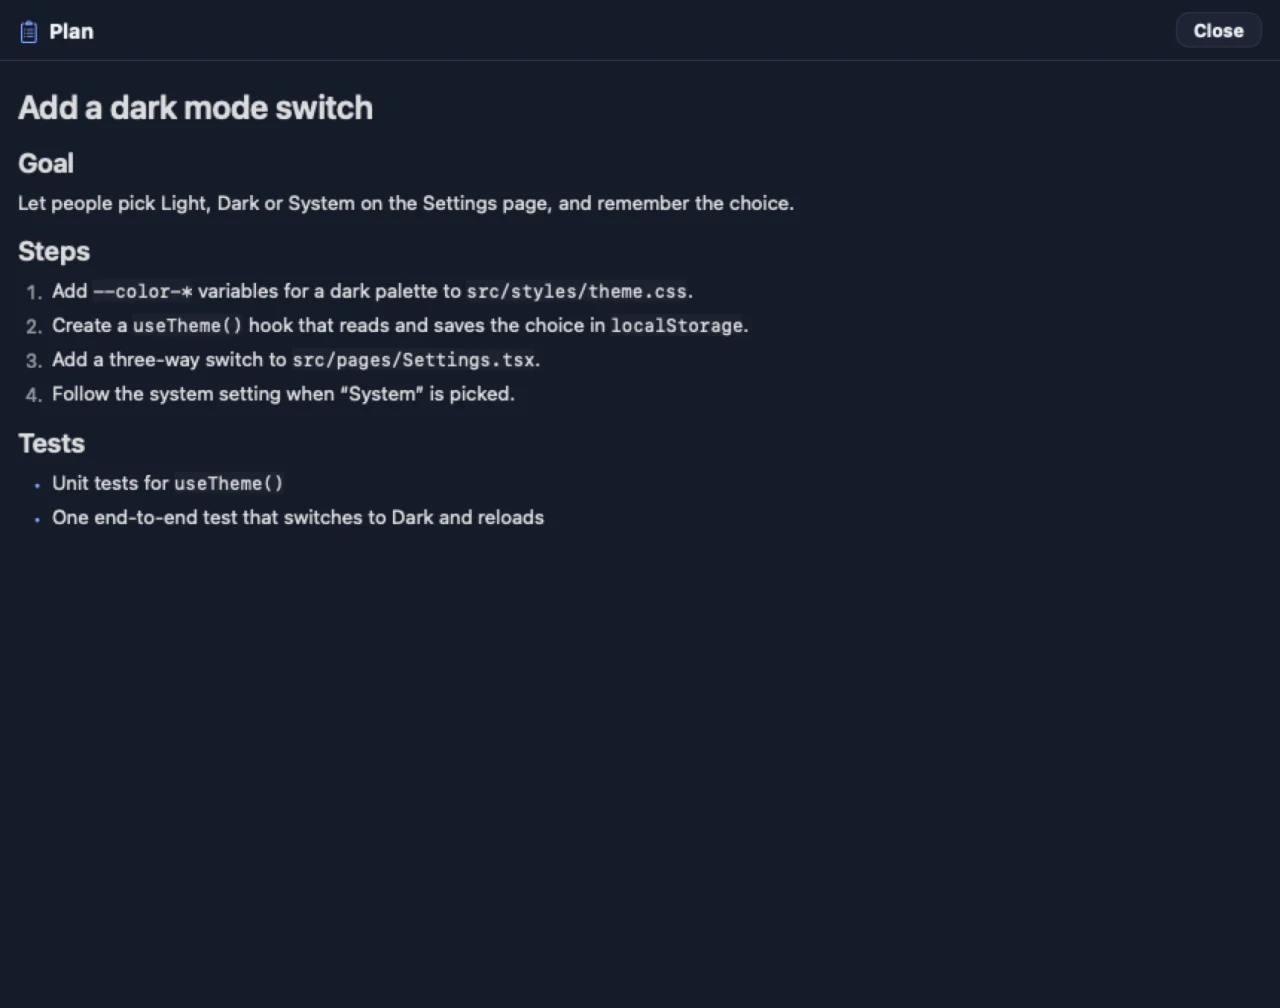 Plan
Close
Add a dark mode switch
Goal
Let people pick Light, Dark or System on the Settings page, and remember the choice.
Steps
1. Add --color-* variables for a dark palette to src/styles/theme.css.
2. Create a useTheme() hook that reads and saves the choice in localStorage.
3. Add a three-way switch to src/pages/Settings.tsx.
4. Follow the system setting when “System” is picked.
Tests
• Unit tests for useTheme()
• One end-to-end test that switches to Dark and reloads